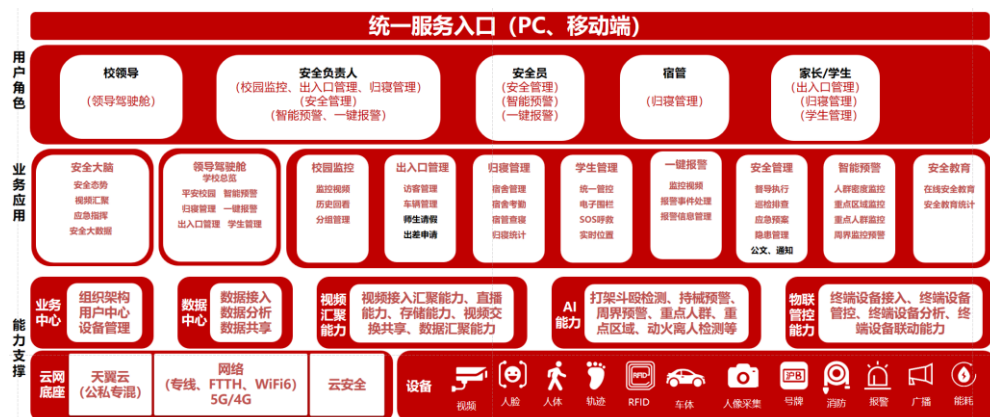 统一服务入口（PC、移动端）
用户角色
校领导
（领导驾驶舱）
安全负责人
（校园监控、出入口管理、归寝管理）
（安全管理）
（智能预警、一键报警）
安全员
（安全管理）
（智能预警）
（一键报警）
宿管
（归寝管理）
家长/学生
（出入口管理）
（归寝管理）
（学生管理）
业务应用
安全大脑
安全态势
视频汇聚
应急指挥
安全大数据
领导驾驶舱
学校总览
平安校园 智能预警
归寝管理 一键报警
出入口管理 学生管理
校园监控
监控视频
历史回看
分组管理
出入口管理
访客管理
车辆管理
师生请假
出差申请
归寝管理
宿舍管理
宿舍考勤
宿管查寝
归寝统计
学生管理
统一管控
电子围栏
SOS呼救
实时位置
一键报警
监控视频
报警事件处理
报警信息管理
安全管理
督导执行
巡检排查
应急预案
隐患管理
公文、通知
智能预警
人群密度监控
重点区域监控
重点人群监控
周界监控预警
安全教育
在线安全教育
安全教育统计
能力支撑
业务
中心
组织架构
用户中心
设备管理
数据
中心
数据接入
数据分析
数据共享
视频
汇聚
能力
视频接入汇聚能力、直播
能力、存储能力、视频交
换共享、数据汇聚能力
AI
能力
打架斗殴检测、持械预警、
周界预警、重点人群、重
点区域、动火离人检测等
物联
管控
能力
终端设备接入、终端设备
管控、终端设备分析、终
端设备联动能力
云网
底座
天翼云
（公私专混）
网络
（专线、FTTH、WiFi6）
5G/4G
云安全
设备
视频
人脸
人体
轨迹
RFID
RFID
车体
人像采集
号牌
消防
报警
广播
能耗